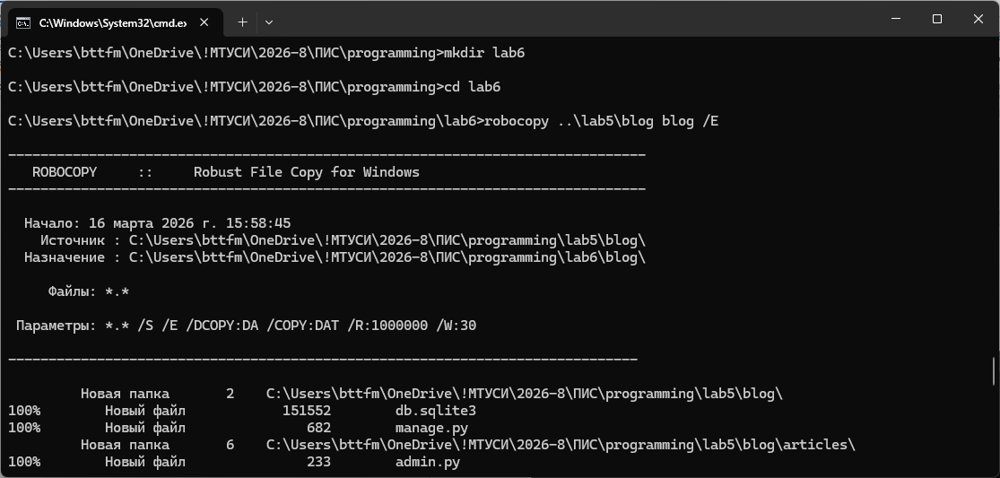 C:\Windows\System32\cmd.ex
C:\Users\bttfm\OneDrive\!МТУСИ\2026-8\ПИС\programming>mkdir lab6
C:\Users\bttfm\OneDrive\!МТУСИ\2026-8\ПИС\programming>cd lab6
C:\Users\bttfm\OneDrive\!МТУСИ\2026-8\ПИС\programming\lab6>robocopy ..\lab5\blog blog /E
-------------------------------------------------------------------------------
ROBOCOPY     ::     Robust File Copy for Windows
-------------------------------------------------------------------------------
Начало: 16 марта 2026 г. 15:58:45
Источник : C:\Users\bttfm\OneDrive\!МТУСИ\2026-8\ПИС\programming\lab5\blog\
Назначение : C:\Users\bttfm\OneDrive\!МТУСИ\2026-8\ПИС\programming\lab6\blog\
Файлы: *.*
Параметры: *.* /S /E /DCOPY:DA /COPY:DAT /R:1000000 /W:30
------------------------------------------------------------------------------
Новая папка       2    C:\Users\bttfm\OneDrive\!МТУСИ\2026-8\ПИС\programming\lab5\blog\
100%        Новый файл            151552        db.sqlite3
100%        Новый файл               682        manage.py
Новая папка       6    C:\Users\bttfm\OneDrive\!МТУСИ\2026-8\ПИС\programming\lab5\blog\articles\
100%        Новый файл               233        admin.py